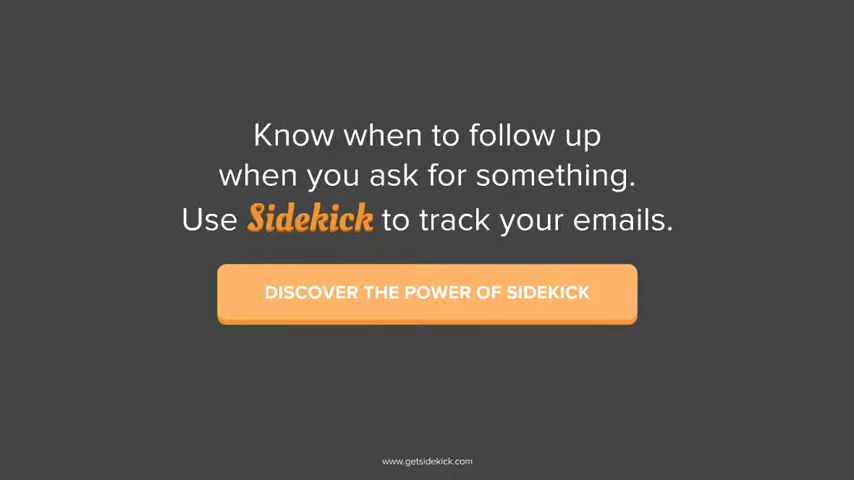 Know when to follow up
when you ask for something.
Use Sidekick to track your emails.
DISCOVER THE POWER OF SIDEKICK
www.getsidekick.com